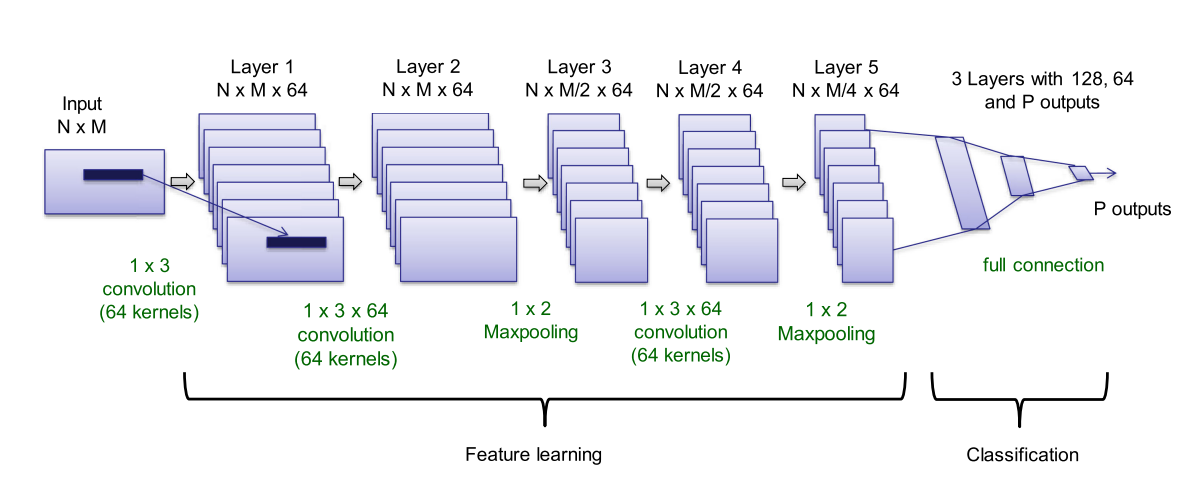 Input
N x M
Layer 1
N x M x 64
Layer 2
N x M x 64
Layer 3
N x M/2 x 64
Layer 4
N x M/2 x 64
Layer 5
N x M/4 x 64
3 Layers with 128, 64
and P outputs
P outputs
1 x 3
convolution
(64 kernels)
1 x 3 x 64
convolution
(64 kernels)
1 x 2
Maxpooling
1 x 3 x 64
convolution
(64 kernels)
1 x 2
Maxpooling
full connection
Feature learning
Classification